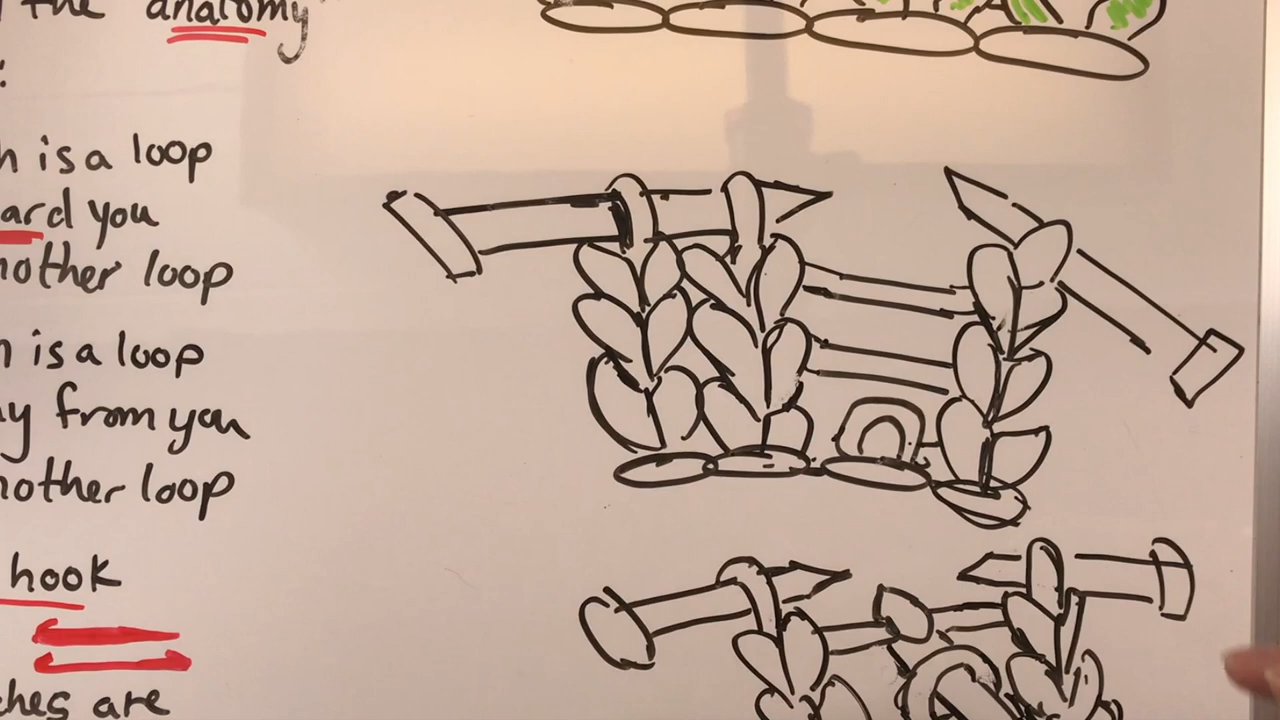 the anatomy
:
is a loop
ard you
nother loop
is a loop
y from you
nother loop
hook
ches are